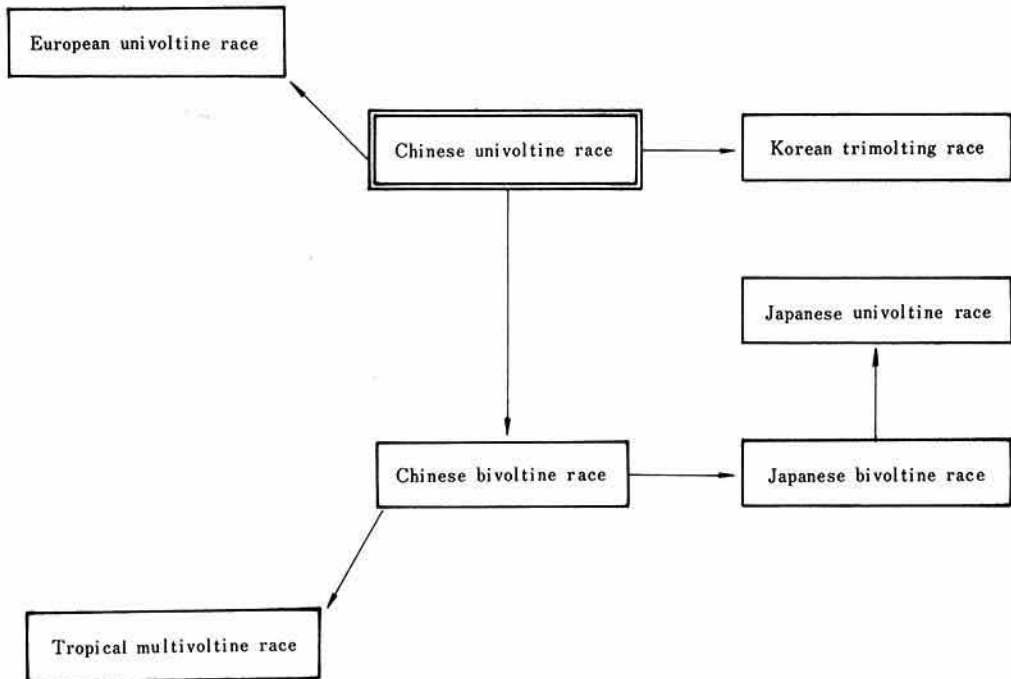 European univoltine race
Chinese univoltine race
Korean trimolting race
Japanese univoltine race
Chinese bivoltine race
Japanese bivoltine race
Tropical multivoltine race